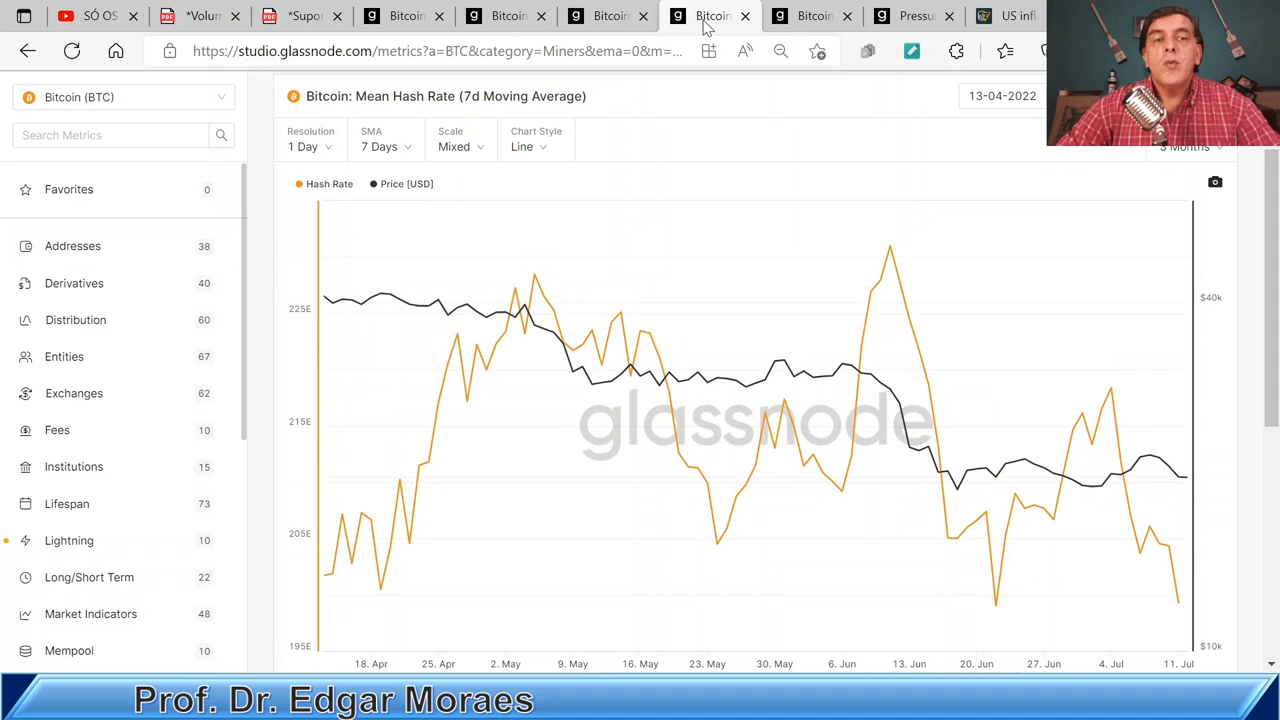 SÓ OS
*Volun
*Supor
Bitcoin
Bitcoin
Bitcoin
Bitcoin
Bitcoin
Pressu
US infl
https://studio.glassnode.com/metrics?a=BTC&category=Miners&ema=0&m=...
Bitcoin (BTC)
Bitcoin: Mean Hash Rate (7d Moving Average)
13-04-2022
Search Metrics
Resolution
1 Day
SMA
7 Days
Scale
Mixed
Chart Style
Line
3 Months
Favorites 0
Hash Rate Price [USD]
Addresses 38
Derivatives 40
Distribution 60
Entities 67
Exchanges 62
Fees 10
Institutions 15
Lifespan 73
Lightning 10
Long/Short Term 22
Market Indicators 48
Mempool 10
225E
215E
205E
195E
$40k
$10k
glassnode
18. Apr 25. Apr 2. May 9. May 16. May 23. May 30. May 6. Jun 13. Jun 20. Jun 27. Jun 4. Jul 11. Jul
Prof. Dr. Edgar Moraes